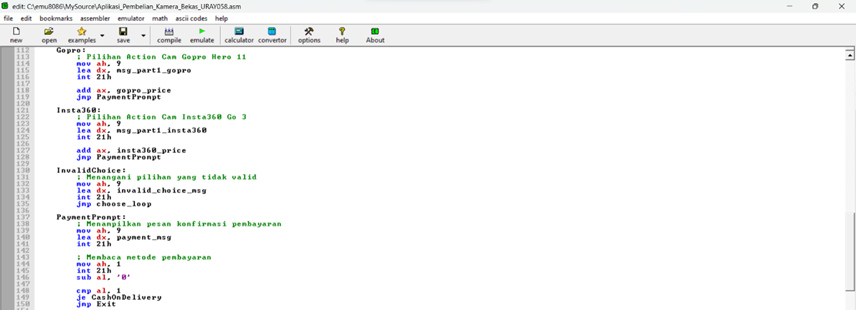 edit: C:\emu8086\MySource\Aplikasi_Pembelian_Kamera_Bekas_URAY058.asm
file edit bookmarks assembler emulator math ascii codes help
new open examples save compile emulate calculator convertor options help About
112 Gopro:
113 ; Pilihan Action Cam Gopro Hero 11
114 mov ah, 9
115 lea dx, msg_part1_gopro
116 int 21h
117
118 add ax, gopro_price
119 jmp PaymentPrompt
120
121 Insta360:
122 ; Pilihan Action Cam Insta360 Go 3
123 mov ah, 9
124 lea dx, msg_part1_insta360
125 int 21h
126
127 add ax, insta360_price
128 jmp PaymentPrompt
129
130 InvalidChoice:
131 ; Menangani pilihan yang tidak valid
132 mov ah, 9
133 lea dx, invalid_choice_msg
134 int 21h
135 jmp choose_loop
136
137 PaymentPrompt:
138 ; Menampilkan pesan konfirmasi pembayaran
139 mov ah, 9
140 lea dx, payment_msg
141 int 21h
142
143 ; Membaca metode pembayaran
144 mov ah, 1
145 int 21h
146 sub al, '0'
147
148 cmp al, 1
149 je CashOnDelivery
150 jmp Exit